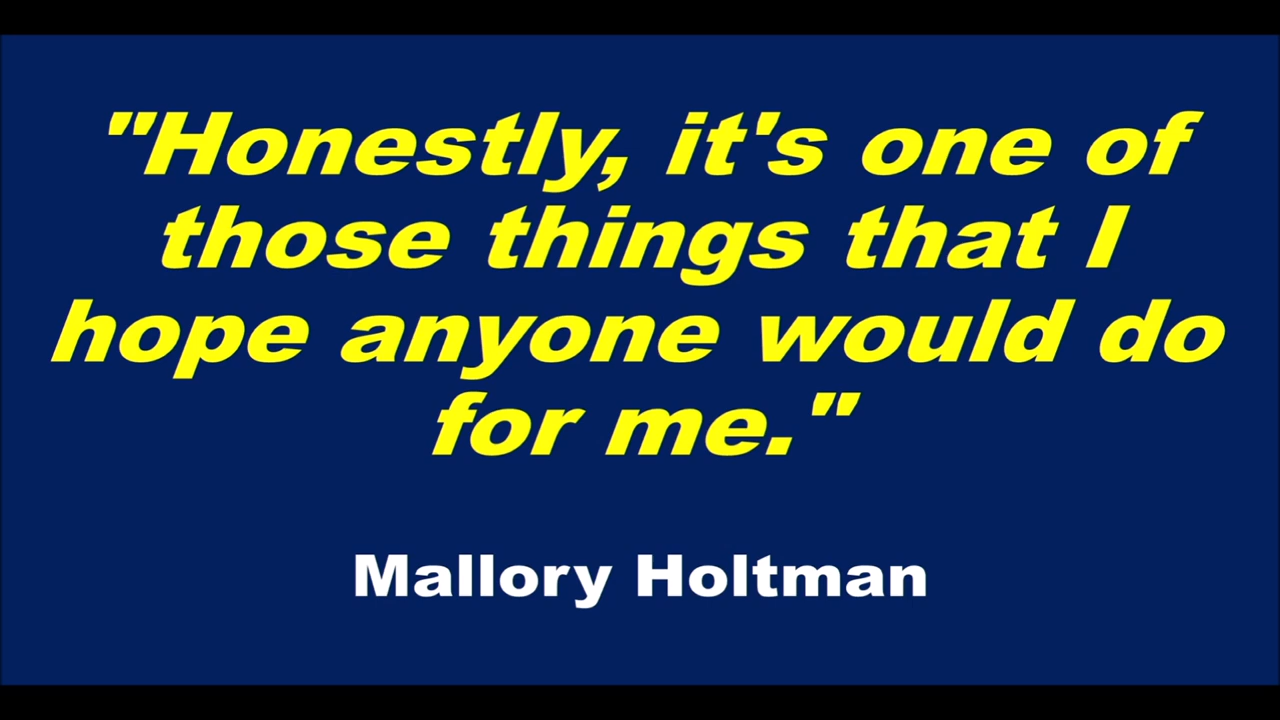 "Honestly, it's one of
those things that I
hope anyone would do
for me."
Mallory Holtman